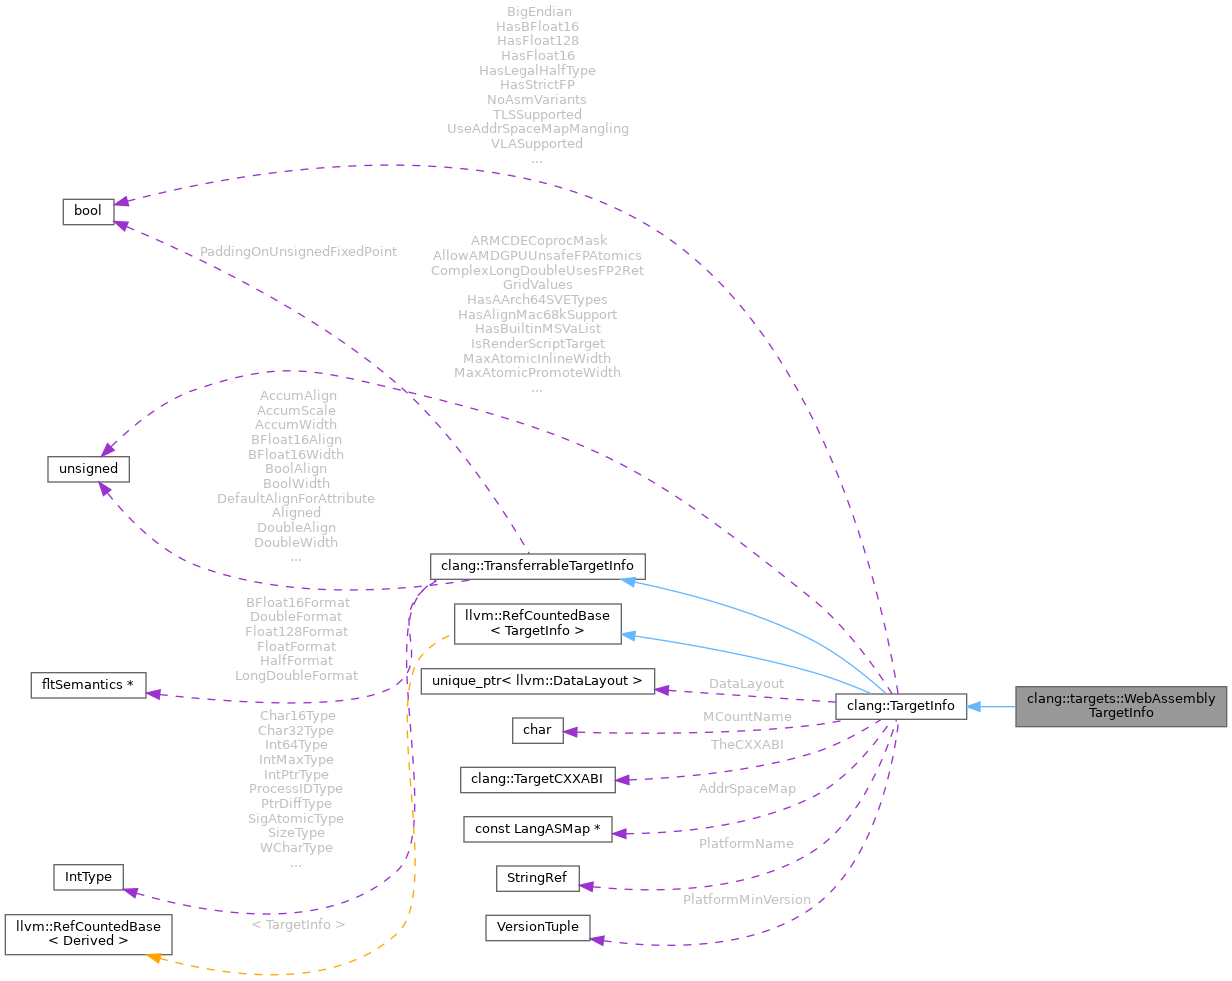 BigEndian
HasBFloat16
HasFloat128
HasFloat16
HasLegalHalfType
HasStrictFP
NoAsmVariants
TLSSupported
UseAddrSpaceMapMangling
VLASupported
...
bool
PaddingOnUnsignedFixedPoint
ARMCDECoprocMask
AllowAMDGPUUnsafeFPAtomics
ComplexLongDoubleUsesFP2Ret
GridValues
HasAArch64SVETypes
HasAlignMac68kSupport
HasBuiltinMSVaList
IsRenderScriptTarget
MaxAtomicInlineWidth
MaxAtomicPromoteWidth
...
AccumAlign
AccumScale
AccumWidth
BFloat16Align
BFloat16Width
BoolAlign
BoolWidth
DefaultAlignForAttribute
Aligned
DoubleAlign
DoubleWidth
...
unsigned
clang::TransferrableTargetInfo
llvm::RefCountedBase
< TargetInfo >
BFloat16Format
DoubleFormat
Float128Format
FloatFormat
HalfFormat
LongDoubleFormat
fltSemantics *
unique_ptr< llvm::DataLayout >
DataLayout
clang::TargetInfo
clang::targets::WebAssembly
TargetInfo
char
MCountName
TheCXXABI
clang::TargetCXXABI
AddrSpaceMap
const LangASMap *
PlatformName
Char16Type
Char32Type
Int64Type
IntMaxType
IntPtrType
ProcessIDType
PtrDiffType
SigAtomicType
SizeType
WCharType
...
IntType
StringRef
PlatformMinVersion
VersionTuple
llvm::RefCountedBase
< Derived >
< TargetInfo >